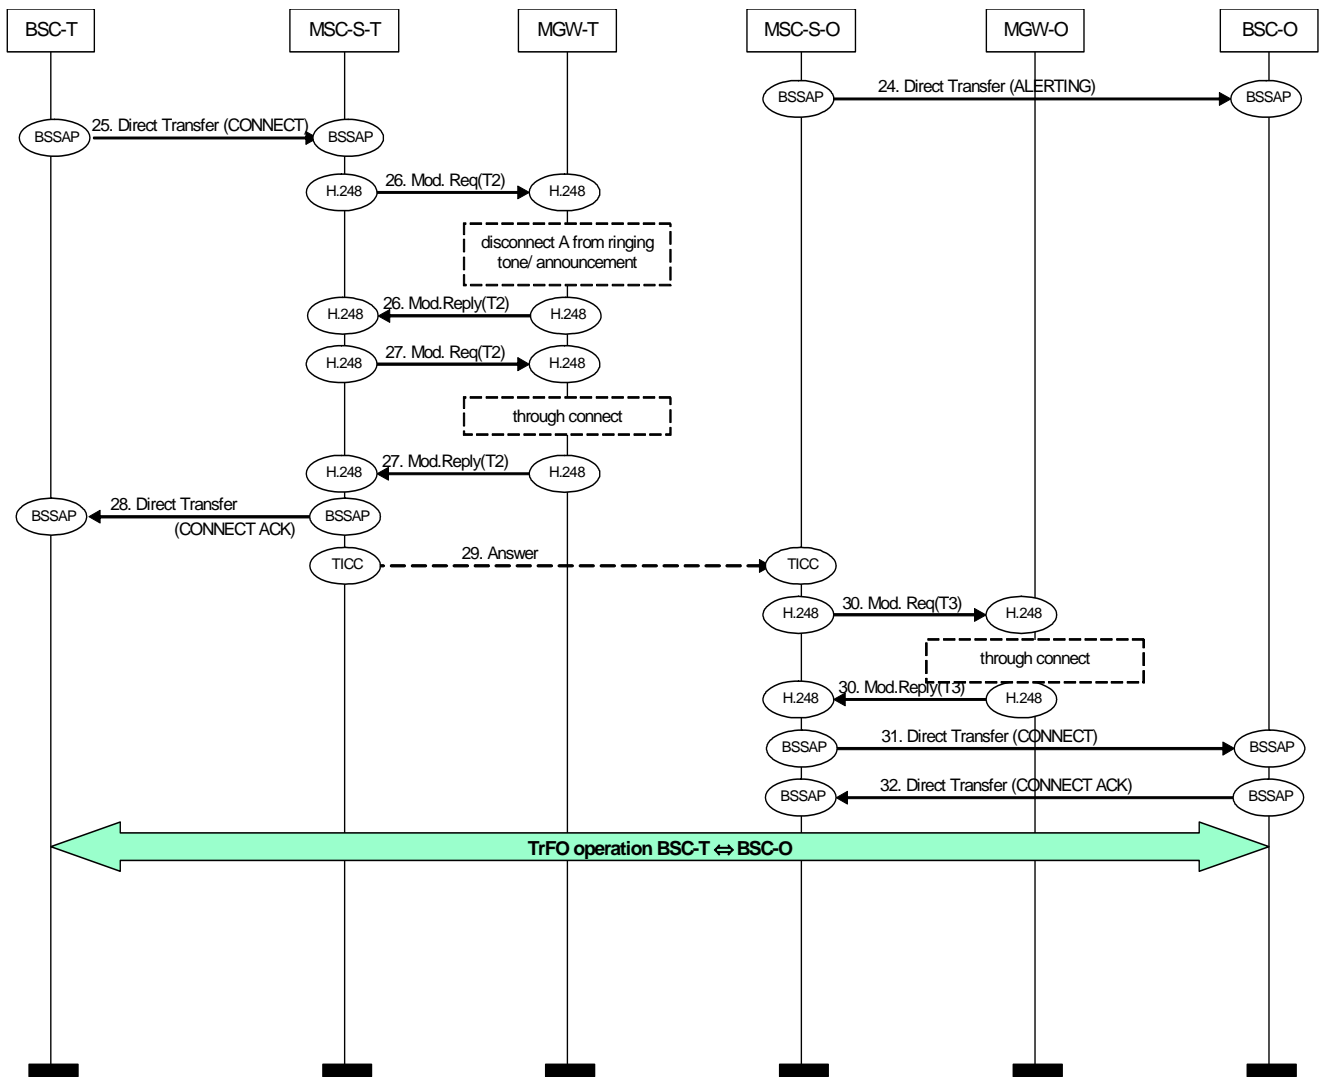 BSC-T
MSC-S-T
MGW-T
MSC-S-O
MGW-O
BSC-O
BSSAP
24. Direct Transfer (ALERTING)
BSSAP
BSSAP
25. Direct Transfer (CONNECT)
BSSAP
H.248
26. Mod. Req(T2)
H.248
disconnect A from ringing
tone/ announcement
H.248
26. Mod.Reply(T2)
H.248
H.248
27. Mod. Req(T2)
H.248
through connect
H.248
27. Mod.Reply(T2)
H.248
BSSAP
28. Direct Transfer
(CONNECT ACK)
BSSAP
TICC
29. Answer
TICC
H.248
30. Mod. Req(T3)
H.248
through connect
H.248
30. Mod.Reply(T3)
H.248
BSSAP
31. Direct Transfer (CONNECT)
BSSAP
BSSAP
32. Direct Transfer (CONNECT ACK)
BSSAP
TrFO operation BSC-T ⇔ BSC-O